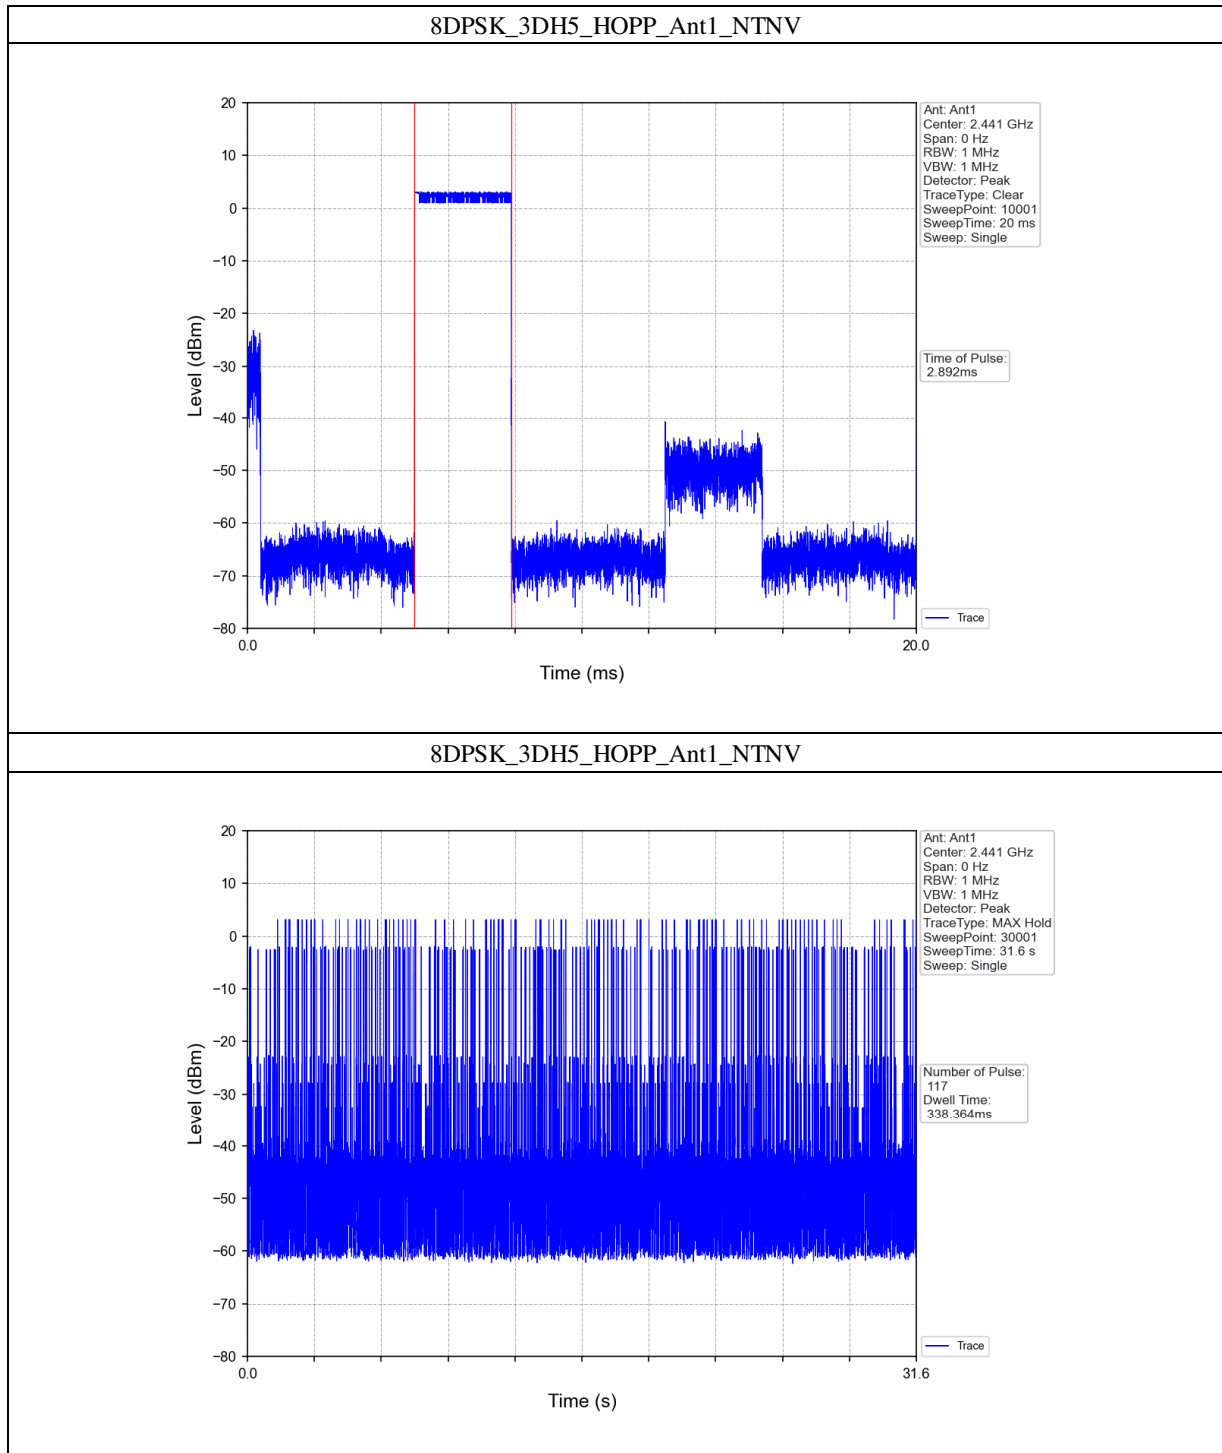 8DPSK_3DH5_HOPP_Ant1_NTNV
20
10
0
−10
−20
−30
−40
−50
−60
−70
−80
Level (dBm)
0.0
20.0
Time (ms)
Ant: Ant1
Center: 2.441 GHz
Span: 0 Hz
RBW: 1 MHz
VBW: 1 MHz
Detector: Peak
TraceType: Clear
SweepPoint: 10001
SweepTime: 20 ms
Sweep: Single
Time of Pulse:
2.892ms
Trace
8DPSK_3DH5_HOPP_Ant1_NTNV
20
10
0
−10
−20
−30
−40
−50
−60
−70
−80
Level (dBm)
0.0
31.6
Time (s)
Ant: Ant1
Center: 2.441 GHz
Span: 0 Hz
RBW: 1 MHz
VBW: 1 MHz
Detector: Peak
TraceType: MAX Hold
SweepPoint: 30001
SweepTime: 31.6 s
Sweep: Single
Number of Pulse:
117
Dwell Time:
338.364ms
Trace